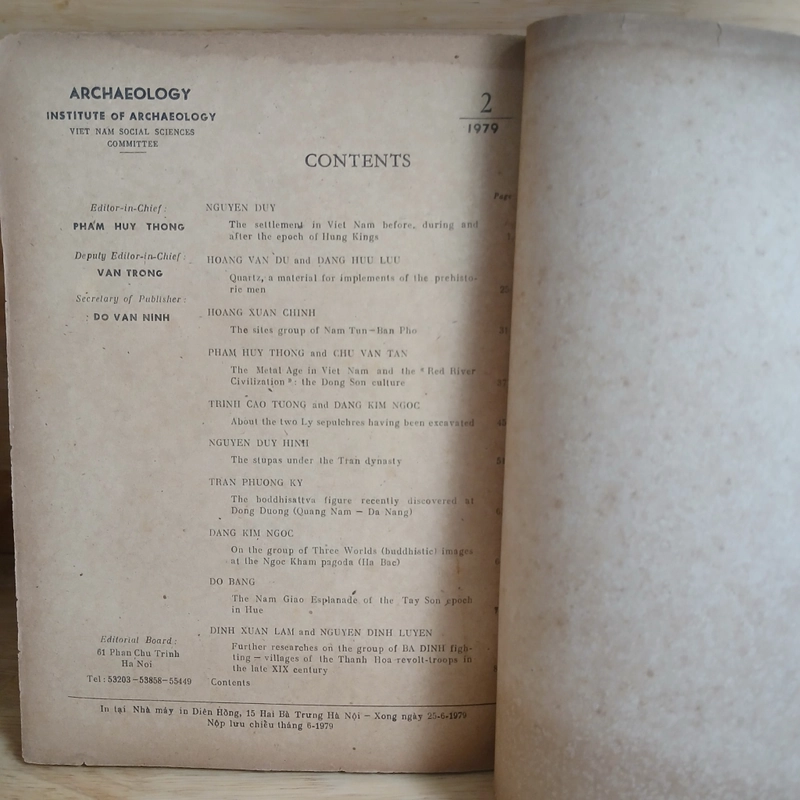 ARCHAEOLOGY
INSTITUTE OF ARCHAEOLOGY
VIET NAM SOCIAL SCIENCES
COMMITTEE
2
1979
CONTENTS
Page
Editor-in-Chief:
PHAM HUY THONG
Deputy Editor-in-Chief:
VAN TRONG
Secretary of Publisher:
: DO VAN NINH
NGUYEN DUY
The settlement in Viet Nam before, during and
after the epoch of Hung Kings
HOANG VAN DU and DANG HUU LUU
Quartz, a material for implements of the prehisto-
ric men
HOANG XUAN CHINH
The sites group of Nam Tun-Ban Pho
31
PHAM HUY THONG and CHU VAN TAN
The Metal Age in Viet Nam and the "Red River
Civilization": the Dong Son culture
37
TRINH CAO TUONG and DANG KIM NGOC
About the two Ly sepulchres having been excavated
NGUYEN DUY HINH
The stupas under the Tran dynasty
TRAN PHUONG KY
The boddhisattva figure recently discovered at
Dong Duong (Quang Nam — Da Nang)
DANG KIM NGOC
On the group of Three Worlds (buddhistic) images
at the Ngoc Kham pagoda (Ha Bac)
DO BANG
The Nam Giao Esplanade of the Tay Son epoch
in Hue
DINH XUAN LAM and NGUYEN DINH LUYEN
Further researches on the group of BA DINH figh-
ting — villages of the Thanh Hoa revolt-troops in
the late XIX century
Contents
Editorial Board:
61 Phan Chu Trinh
Ha Noi
Tel: 53203-53858-55449
In tại Nhà máy in Diên Hồng, 15 Hai Bà Trưng Hà Nội — Xong ngày 25-6-1979
Nộp lưu chiểu tháng 6-1979